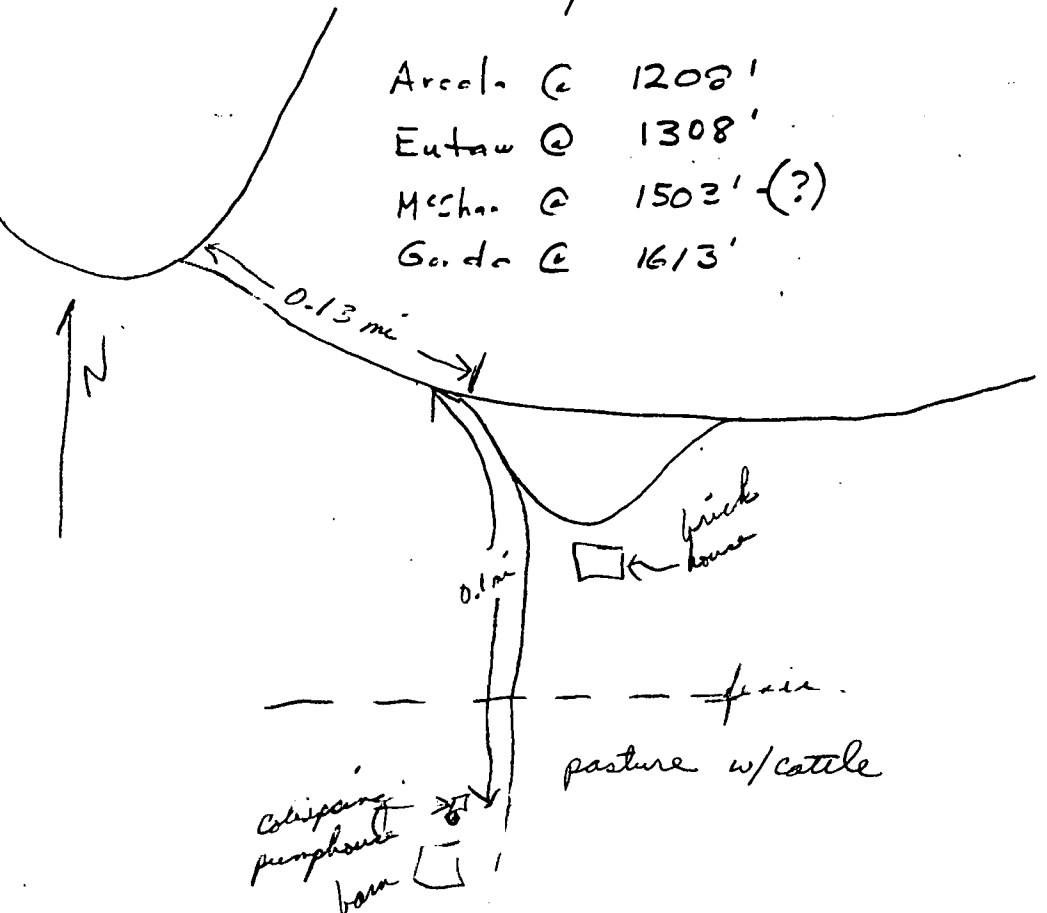 Arcola @ 1208'
Eutaw @ 1308'
McShan @ 1502' (?)
Gordo @ 1613'
0.13 mi
N
brick
house
0.1 mi
fence
pasture w/cattle
collapsing
pumphouse
barn